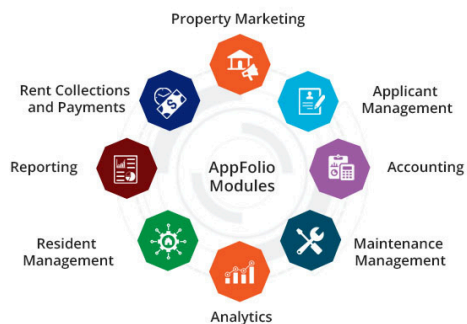 Property Marketing
Rent Collections
and Payments
Applicant
Management
Reporting
AppFolio
Modules
Accounting
Resident
Management
Maintenance
Management
Analytics